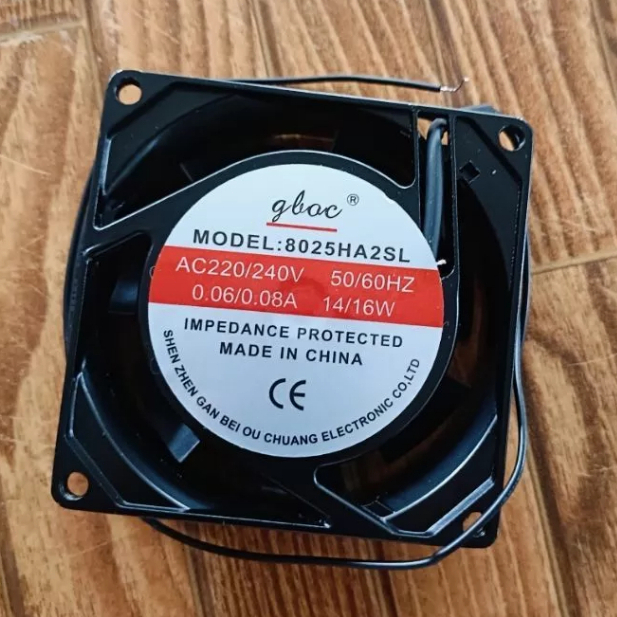 gboc ®
MODEL:8025HA2SL
AC220/240V 50/60HZ
0.06/0.08A 14/16W
IMPEDANCE PROTECTED
MADE IN CHINA
CE
SHEN ZHEN GAN BEI OU CHUANG ELECTRONIC CO,LTD